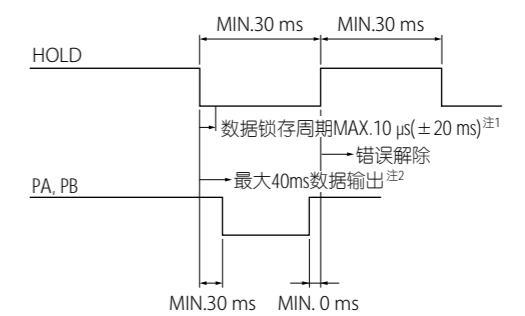 MIN.30 ms MIN.30 ms
HOLD
数据锁存周期MAX.10 μs(±20 ms)注1
错误解除
最大40ms数据输出注2
PA, PB
MIN.30 ms MIN. 0 ms